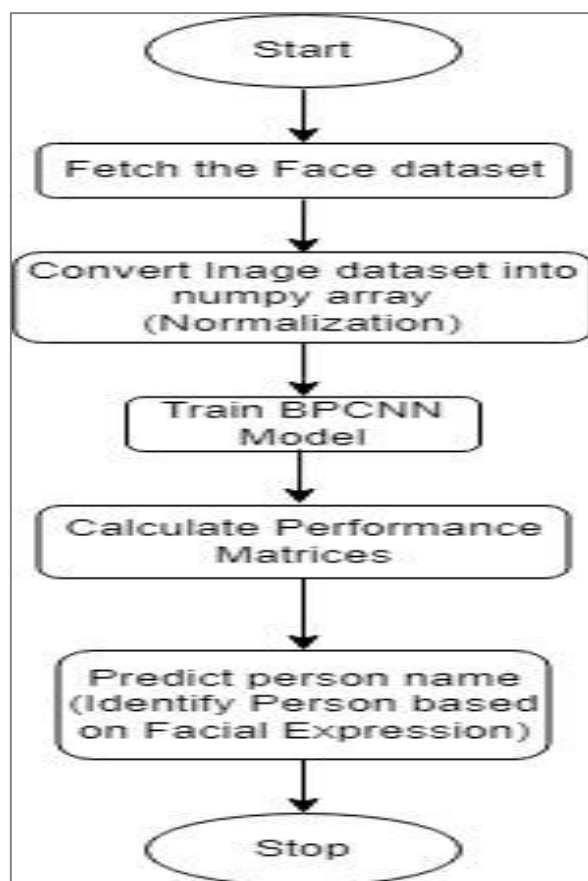 Start
Fetch the Face dataset
Convert Inage dataset into
numpy array
(Normalization)
Train BPCNN
Model
Calculate Performance
Matrices
Predict person name
(Identify Person based
on Facial Expression)
Stop